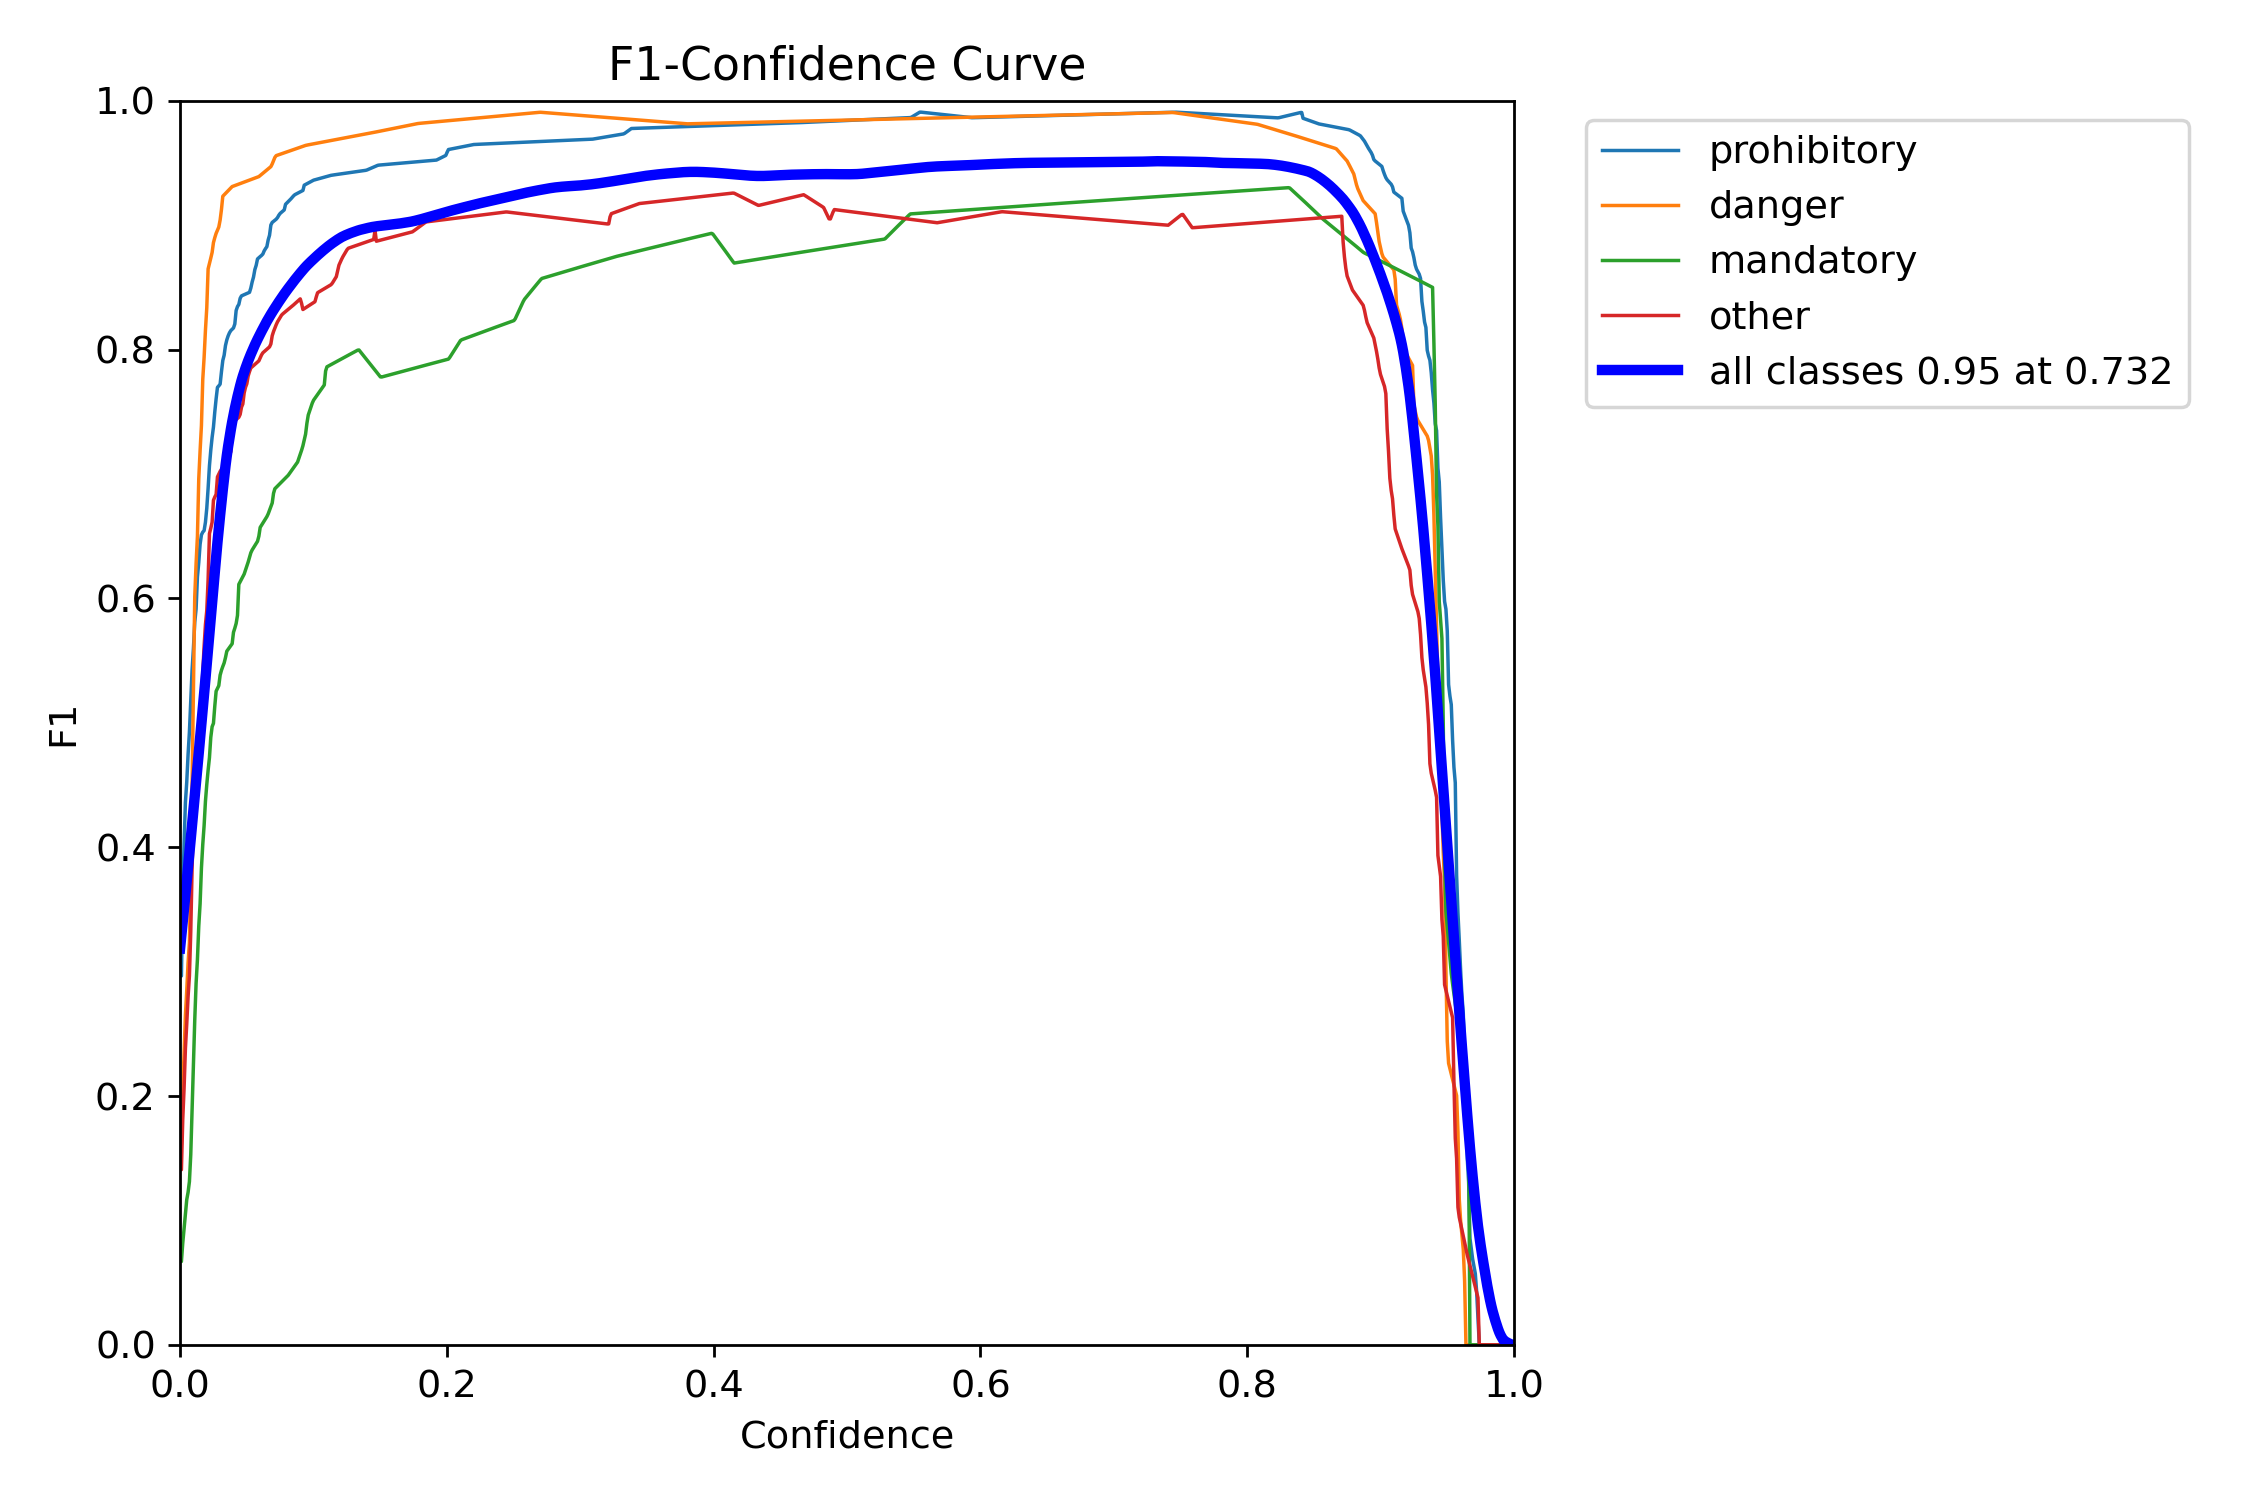 F1-Confidence Curve
1.0
0.8
0.6
0.4
0.2
0.0
F1
0.0 0.2 0.4 0.6 0.8 1.0
Confidence
prohibitory
danger
mandatory
other
all classes 0.95 at 0.732